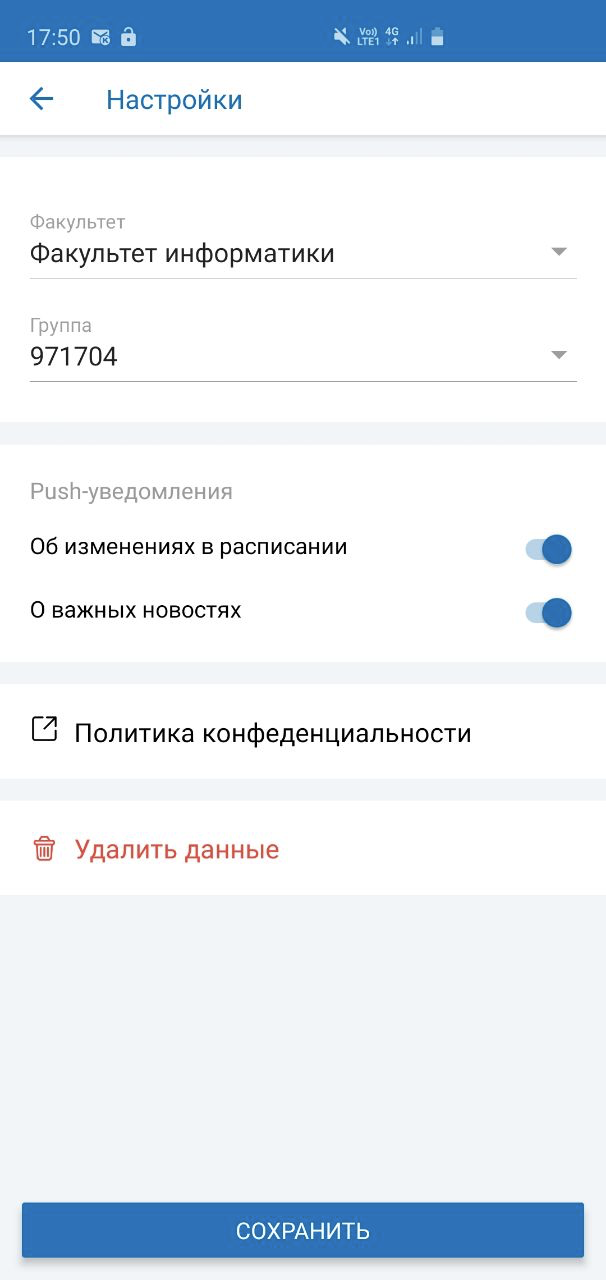 17:50 Vo)) LTE1 4G
Настройки
Факультет
Факультет информатики
Группа
971704
Push-уведомления
Об изменениях в расписании
О важных новостях
Политика конфеденциальности
Удалить данные
СОХРАНИТЬ